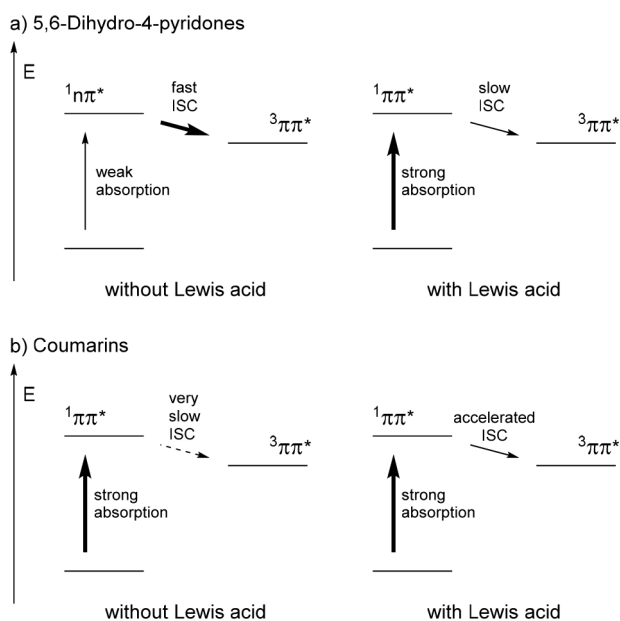 a) 5,6-Dihydro-4-pyridones
E
¹nπ*
fast
ISC
³ππ*
weak
absorption
without Lewis acid
¹ππ*
slow
ISC
³ππ*
strong
absorption
with Lewis acid
b) Coumarins
E
¹ππ*
very
slow
ISC
³ππ*
strong
absorption
without Lewis acid
¹ππ*
accelerated
ISC
³ππ*
strong
absorption
with Lewis acid